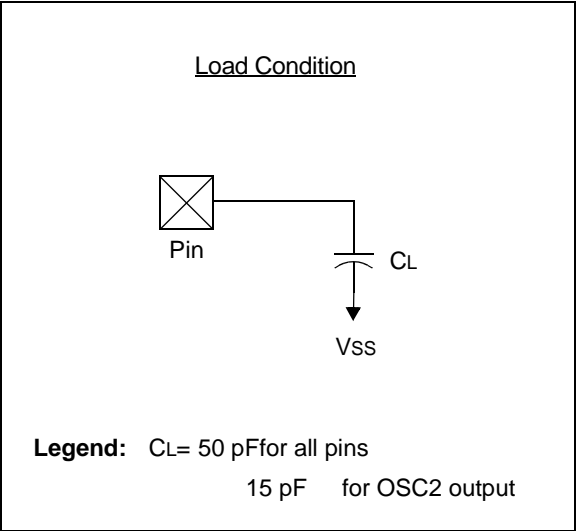 Load Condition
Pin
CL
VSS
Legend: CL= 50 pFfor all pins
15 pF for OSC2 output